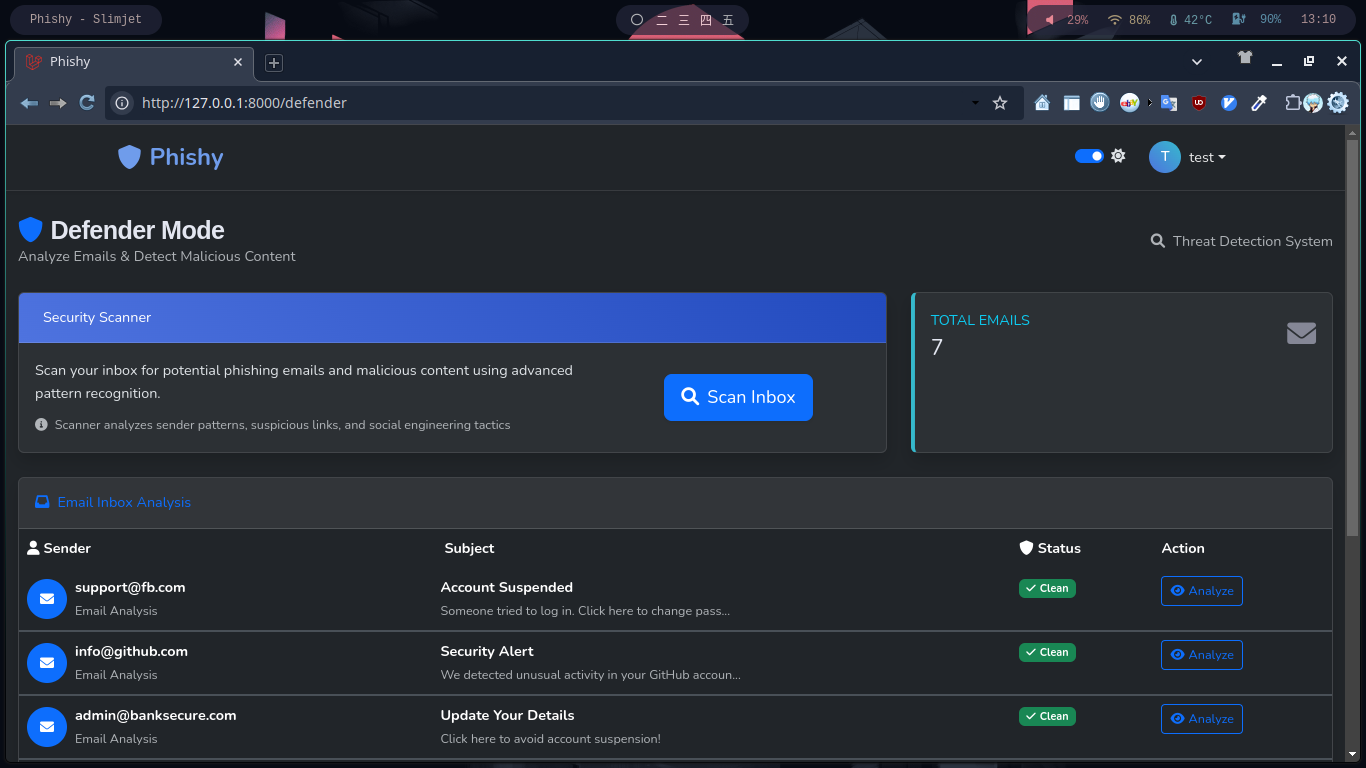 Phishy - Slimjet
二 三 四 五
29% 86% 42°C 90% 13:10
Phishy
http://127.0.0.1:8000/defender
Phishy
T test
Defender Mode
Analyze Emails & Detect Malicious Content
Threat Detection System
Security Scanner
Scan your inbox for potential phishing emails and malicious content using advanced
pattern recognition.
Scanner analyzes sender patterns, suspicious links, and social engineering tactics
Scan Inbox
TOTAL EMAILS
7
Email Inbox Analysis
Sender Subject Status Action
support@fb.com Account Suspended Clean Analyze
Email Analysis Someone tried to log in. Click here to change pass...
info@github.com Security Alert Clean Analyze
Email Analysis We detected unusual activity in your GitHub accoun...
admin@banksecure.com Update Your Details Clean Analyze
Email Analysis Click here to avoid account suspension!